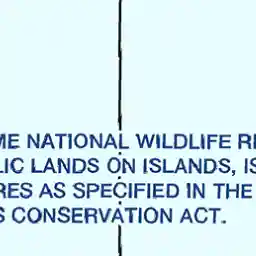 ME NATIONAL WILDLIFE RE
LIC LANDS ON ISLANDS, IS
RES AS SPECIFIED IN THE
S CONSERVATION ACT.